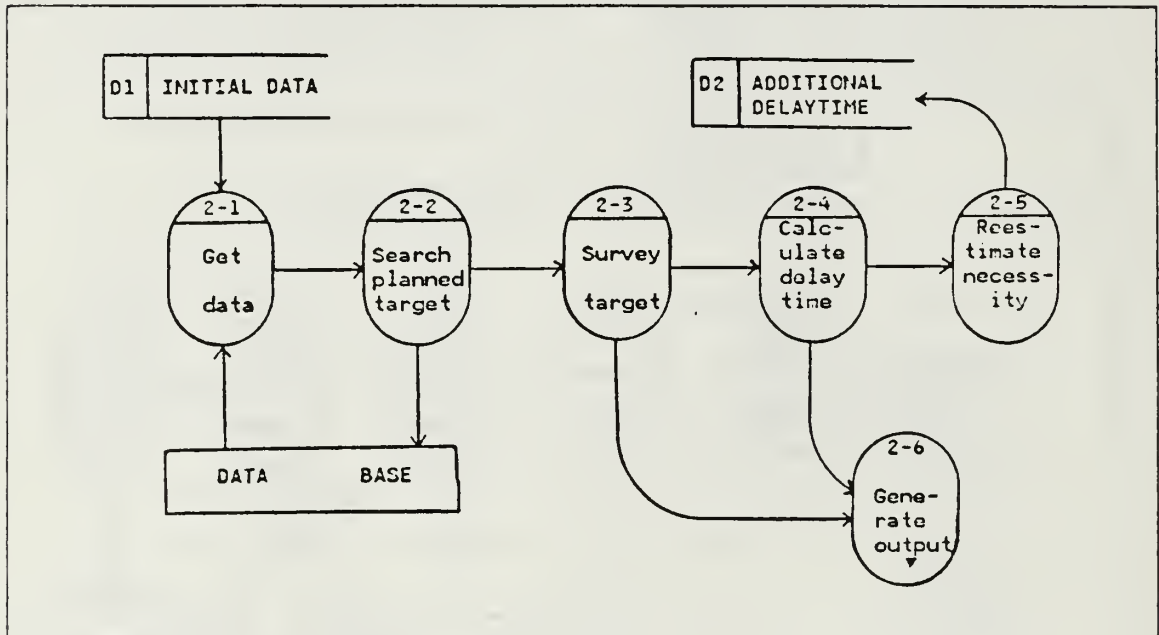 D1 INITIAL DATA
D2 ADDITIONAL
DELAYTIME
2-1
Get
data
2-2
Search
planned
target
2-3
Survey
target
2-4
Calc-
ulate
delay
time
2-5
Rees-
timate
necess-
ity
DATA BASE
2-6
Gene-
rate
output